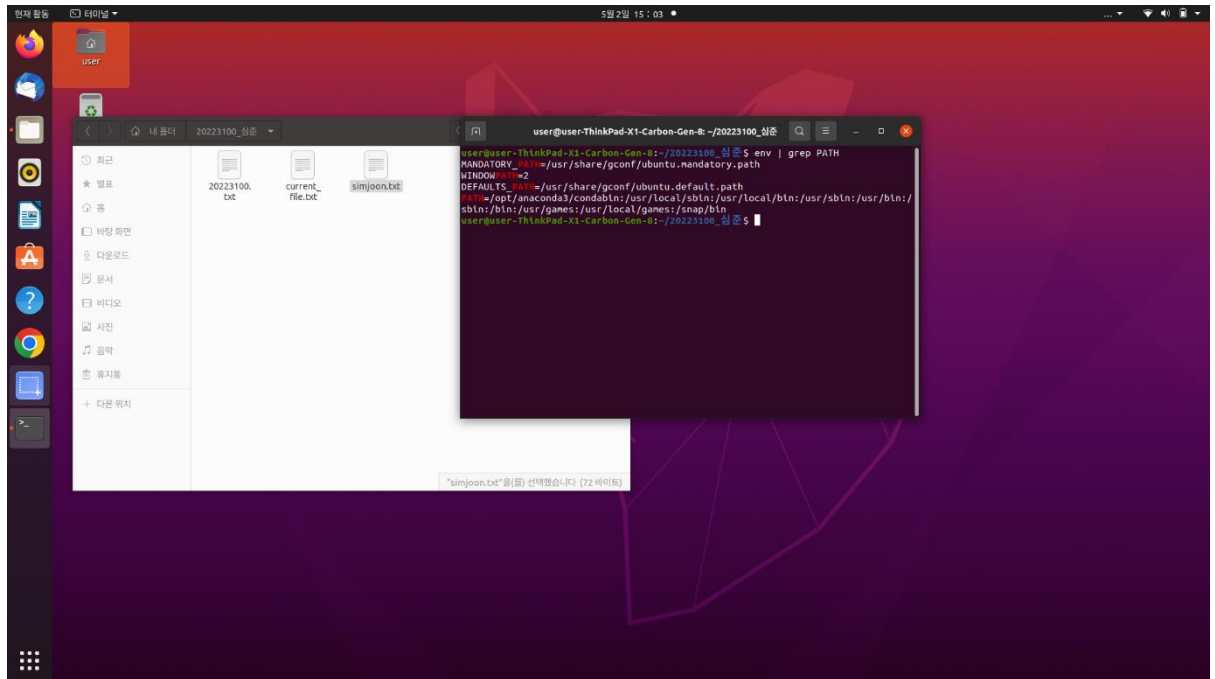 현재 활동
터미널
5월 2일 15 : 03
...
user
내 폴더
20223100_심준
최근
별표
홈
바탕 화면
다운로드
문서
비디오
사진
음악
휴지통
+ 다른 위치
20223100.
txt
current_
file.txt
simjoon.txt
"simjoon.txt"을(를) 선택했습니다 (72 바이트)
user@user-ThinkPad-X1-Carbon-Gen-8: ~/20223100_심준
user@user-ThinkPad-X1-Carbon-Gen-8:~/20223100_심준$ env | grep PATH
MANDATORY_PATH=/usr/share/gconf/ubuntu.mandatory.path
WINDOWPATH=2
DEFAULTS_PATH=/usr/share/gconf/ubuntu.default.path
PATH=/opt/anaconda3/condabin:/usr/local/sbin:/usr/local/bin:/usr/sbin:/usr/bin:/
sbin:/bin:/usr/games:/usr/local/games:/snap/bin
user@user-ThinkPad-X1-Carbon-Gen-8:~/20223100_심준$